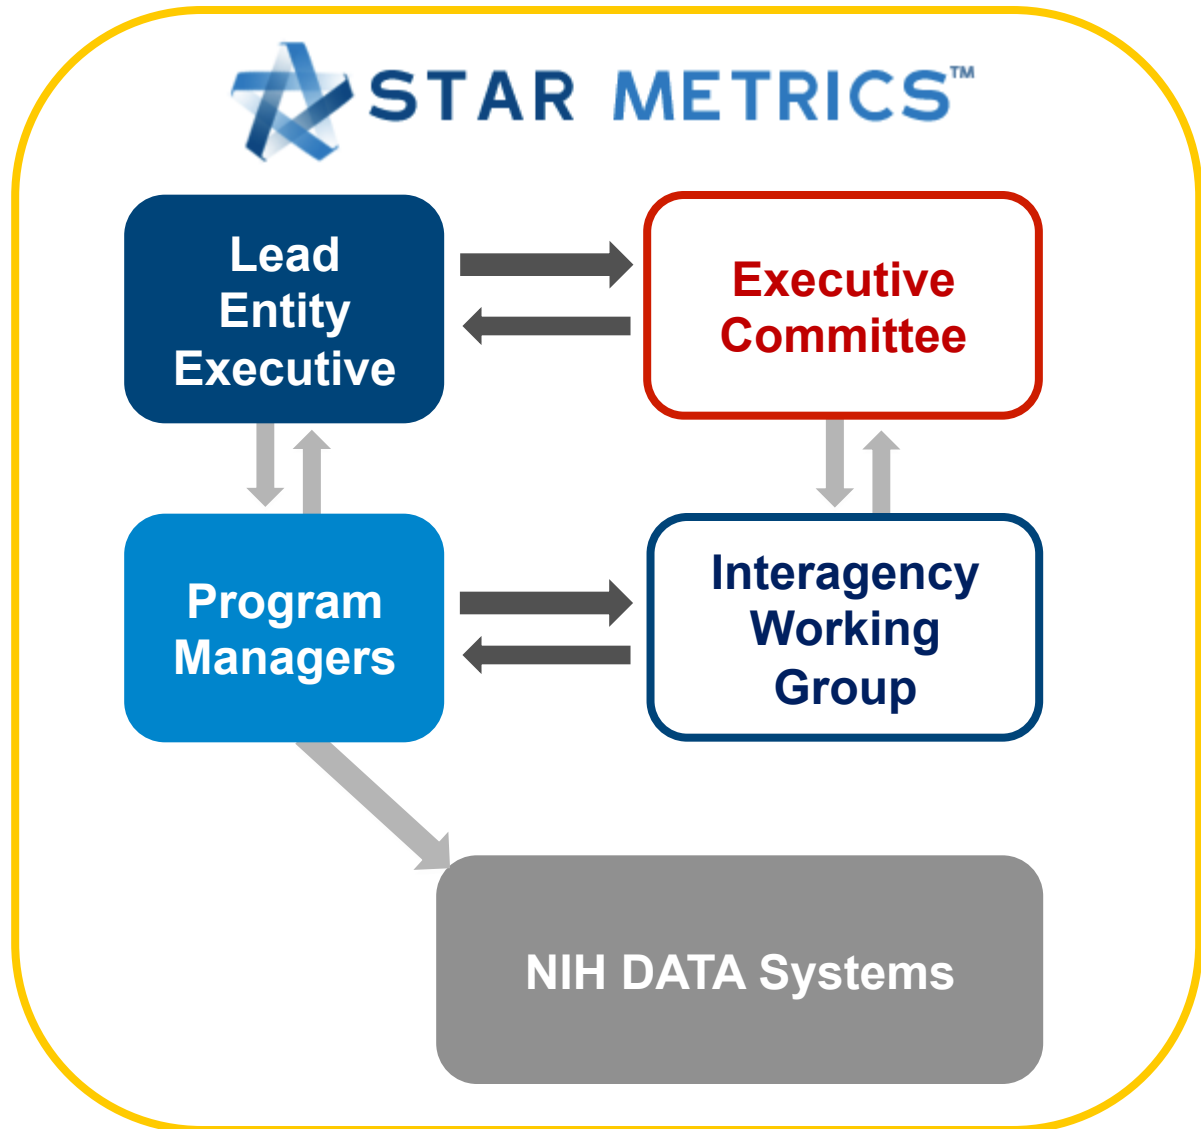 STAR METRICS™
Lead
Entity
Executive
Executive
Committee
Program
Managers
Interagency
Working
Group
NIH DATA Systems